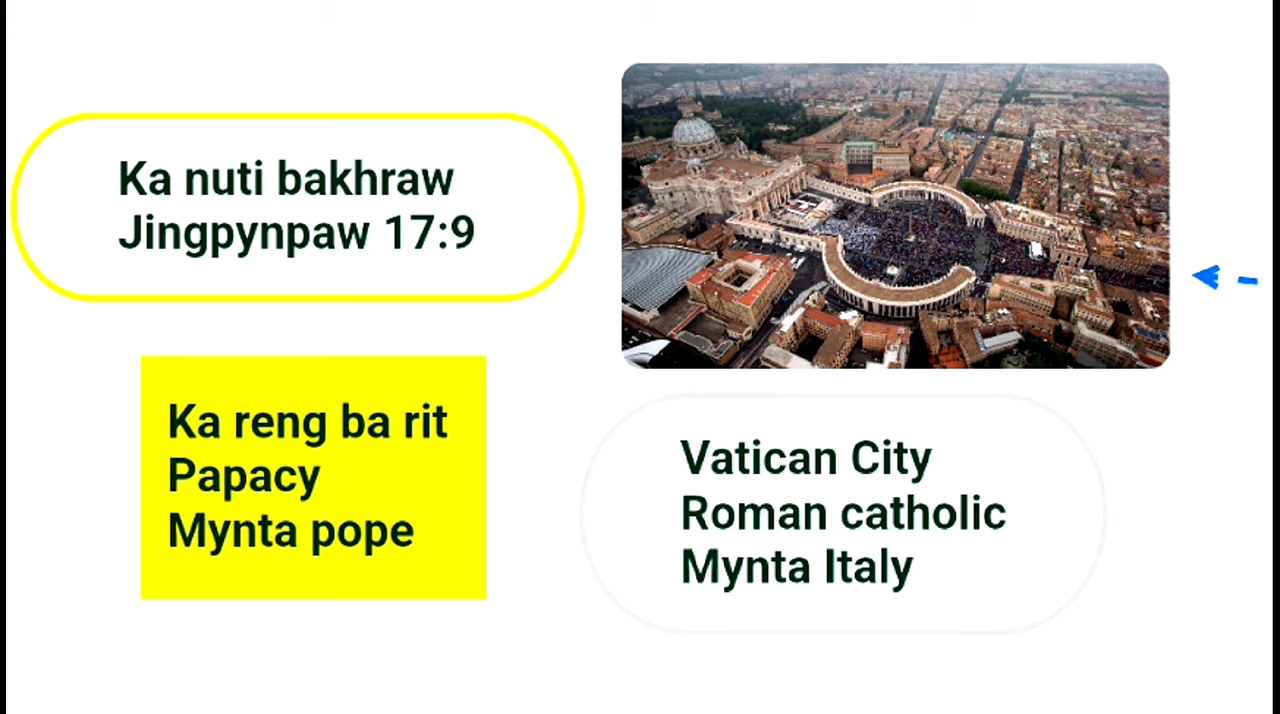 Ka nuti bakhraw
Jingpynpaw 17:9
Ka reng ba rit
Papacy
Mynta pope
Vatican City
Roman catholic
Mynta Italy